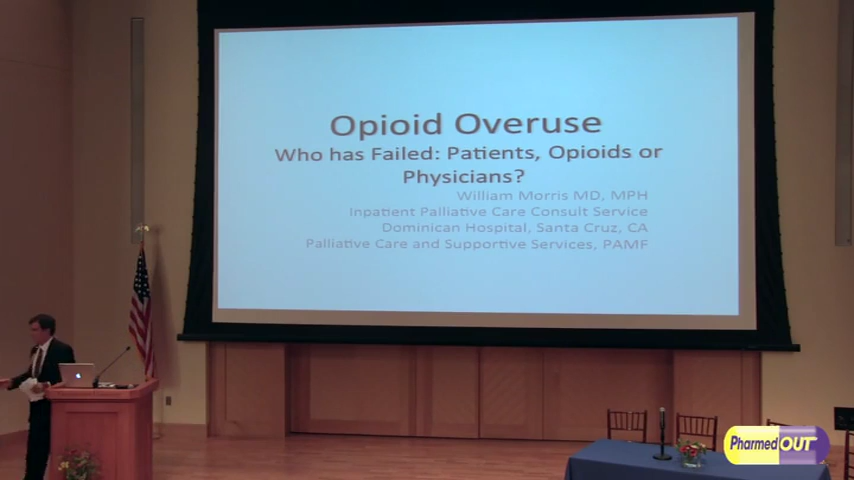 Opioid Overuse
Who has Failed: Patients, Opioids or
Physicians?
William Morris MD, MPH
Inpatient Palliative Care Consult Service
Dominican Hospital, Santa Cruz, CA
Palliative Care and Supportive Services, PAMF
PharmedOUT